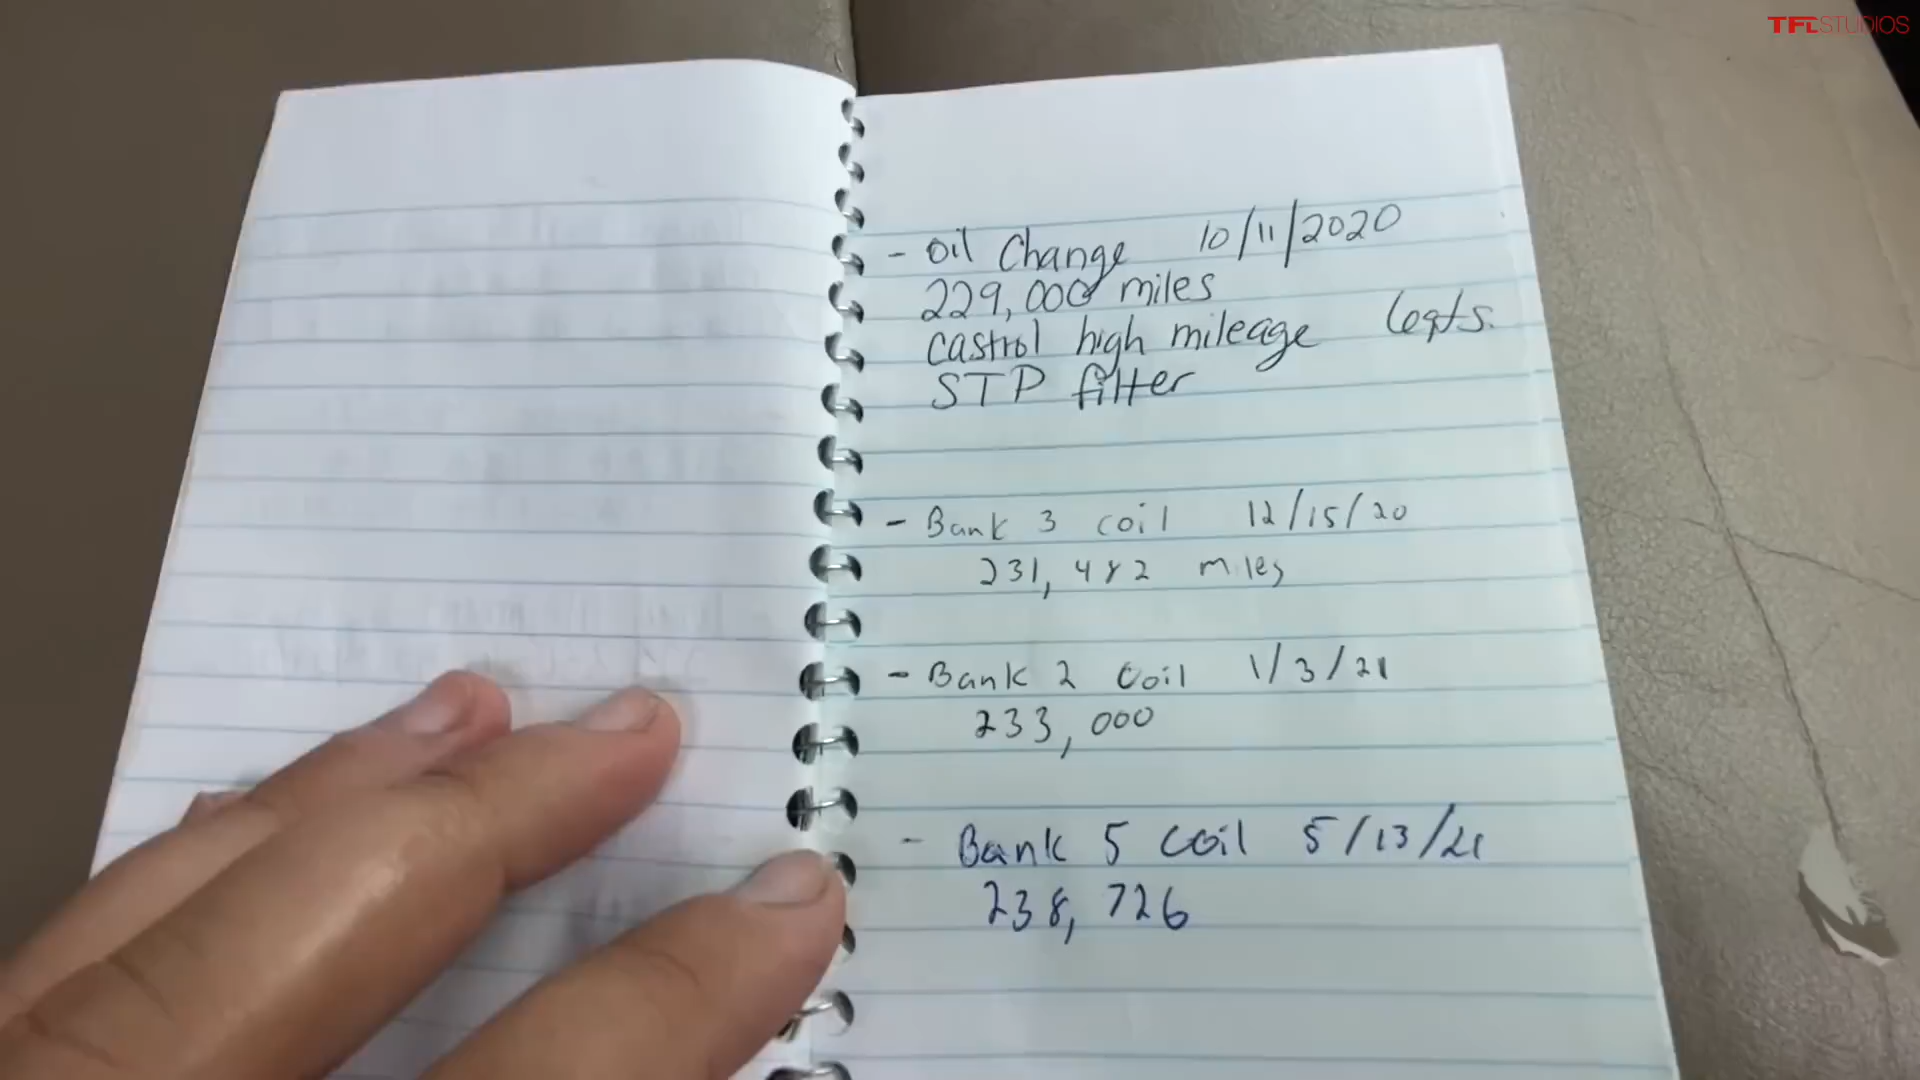 TFLSTUDIOS
- Oil Change 10/11/2020
229,000 miles
castrol high mileage 6qts.
STP filter
- Bank 3 coil 12/15/20
231,482 miles
- Bank 2 coil 1/3/21
233,000
- Bank 5 coil 5/13/21
238,726